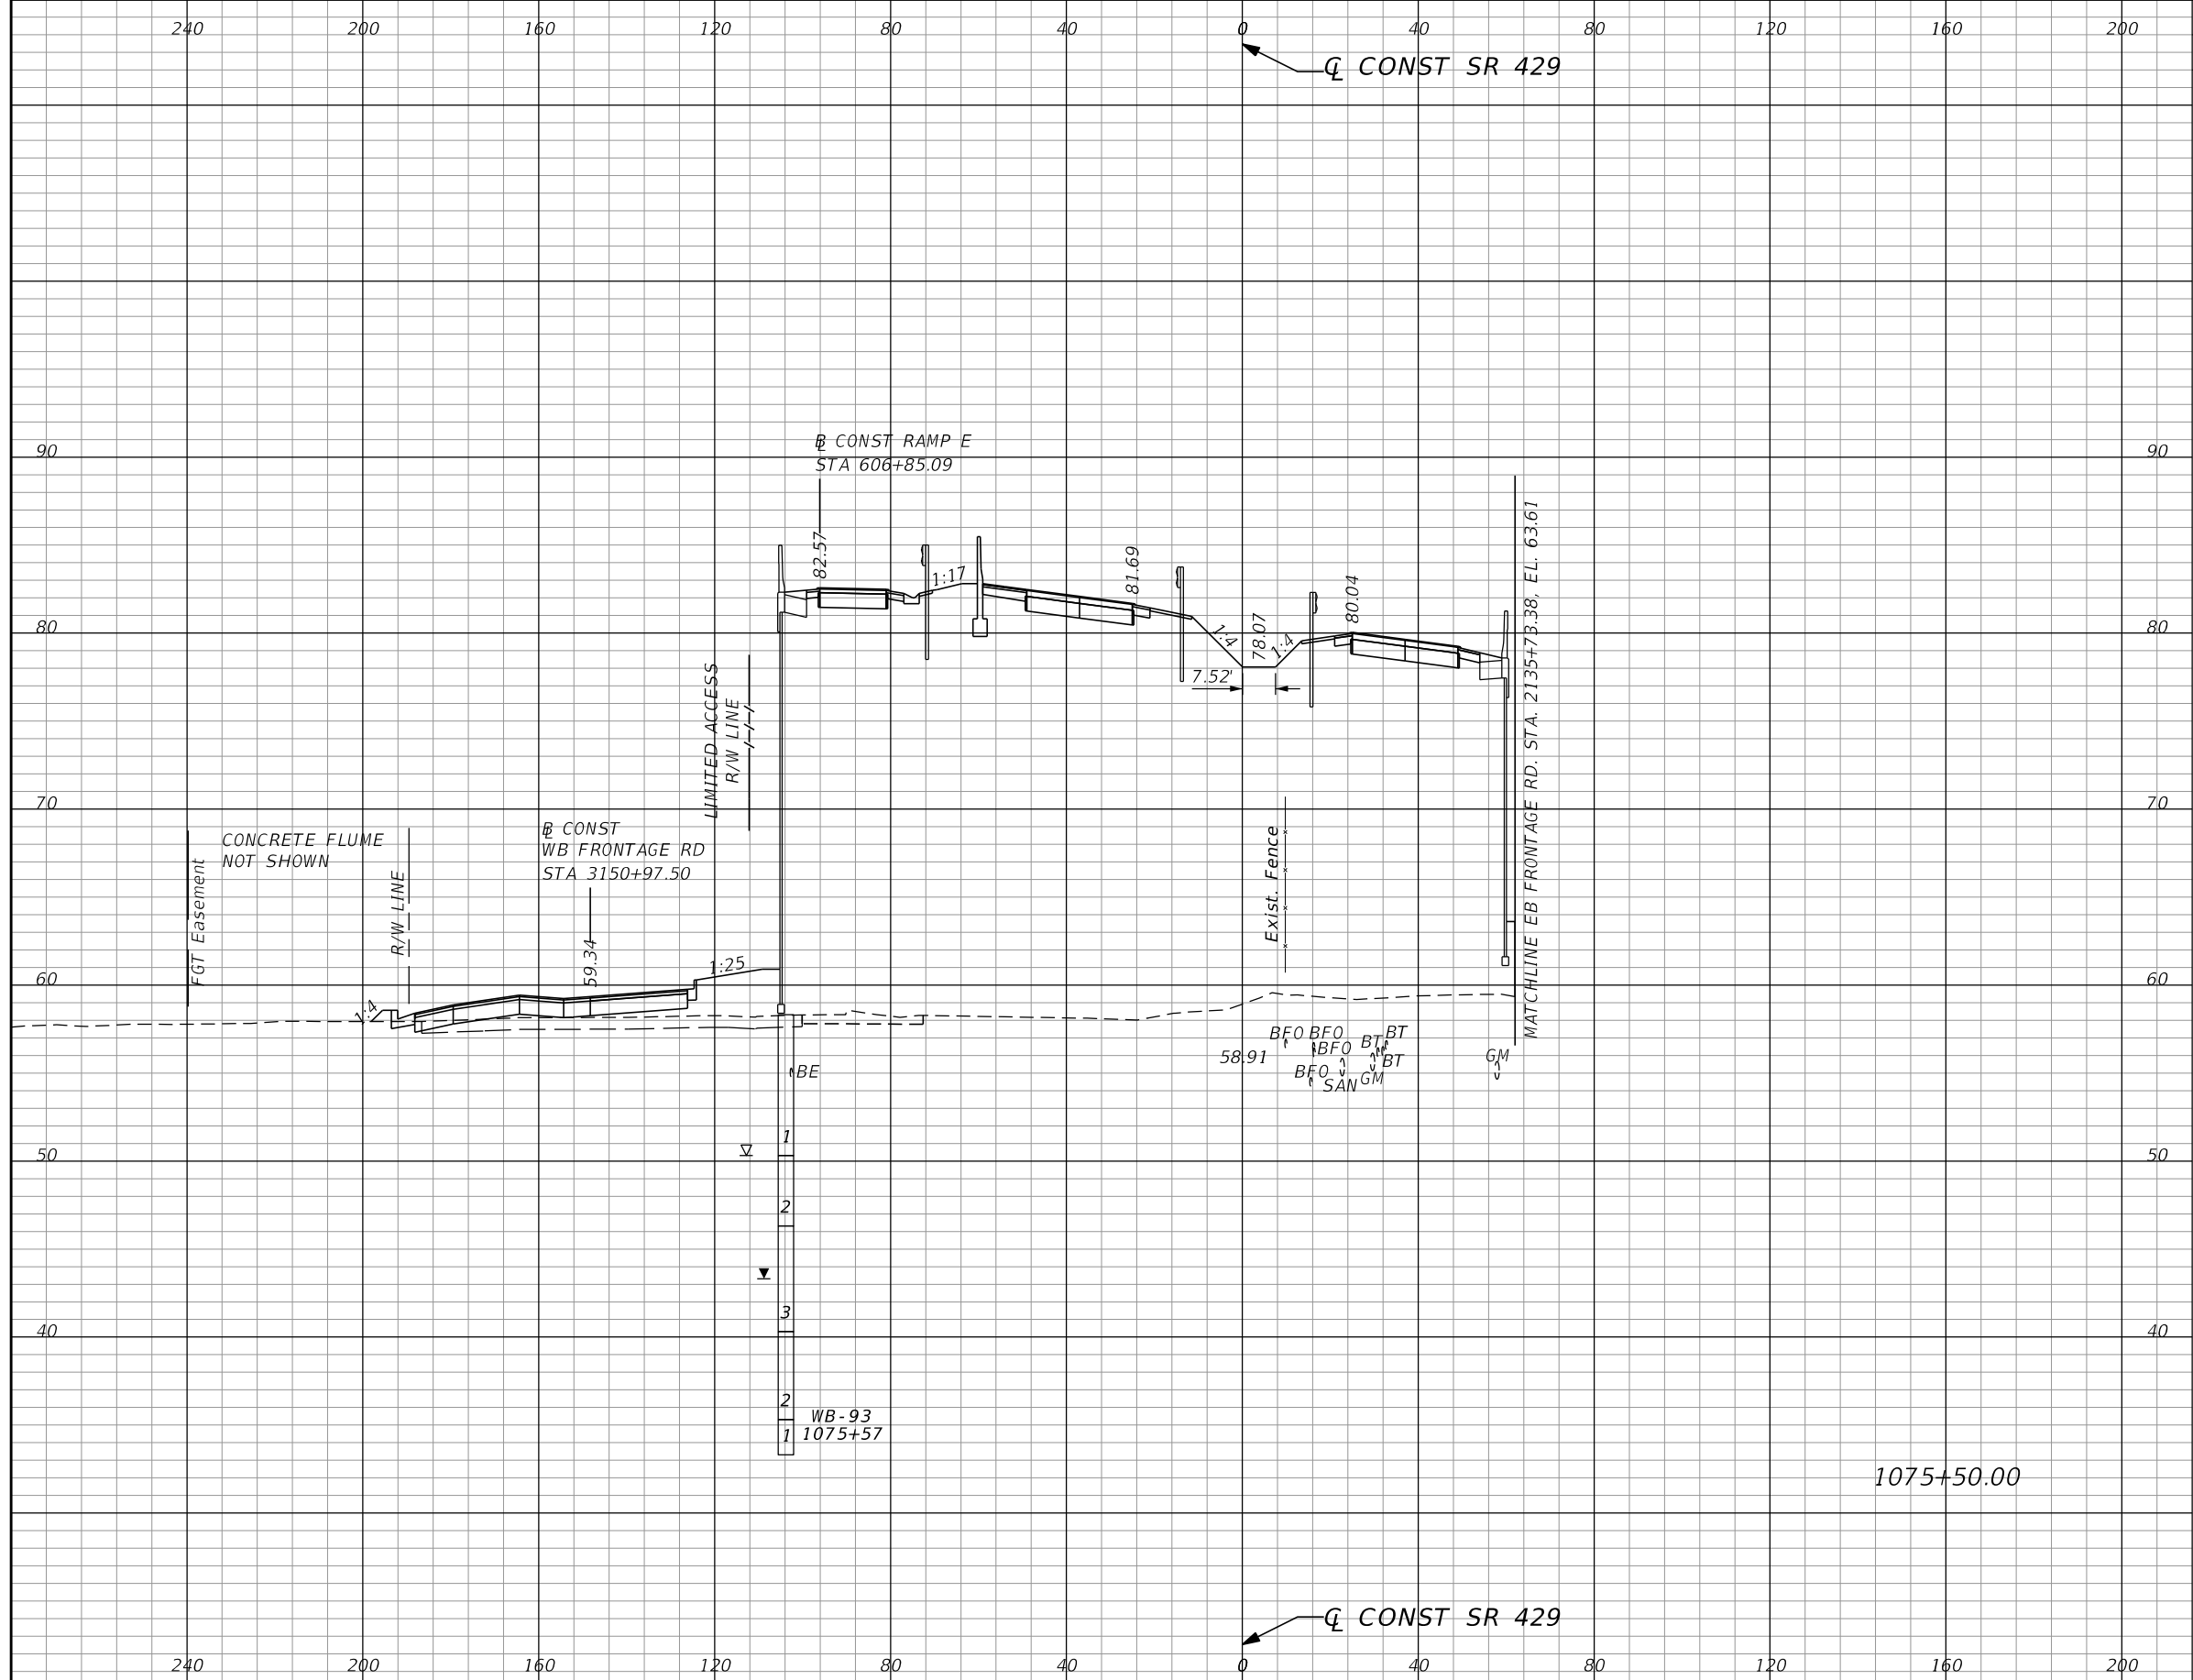 240 200 160 120 80 40 0 40 80 120 160 200
℄ CONST SR 429
90 90
℄ CONST RAMP E
STA 606+85.09
82.57
1:17
81.69
1:4
78.07
1:4
80.04
7.52'
80 80
LIMITED ACCESS
R/W LINE
MATCHLINE EB FRONTAGE RD. STA. 2135+73.38, EL. 63.61
70 70
FGT Easement
CONCRETE FLUME
NOT SHOWN
R/W LINE
℄ CONST
WB FRONTAGE RD
STA 3150+97.50
59.34
1:25
1:4
Exist. Fence
60 60
58.91
BFO BFO
BFO
BFO
SAN
BT BT
BT
GM
GM
BE
50 50
1
2
3
2
1
40 40
WB-93
1075+57
1075+50.00
℄ CONST SR 429
240 200 160 120 80 40 0 40 80 120 160 200